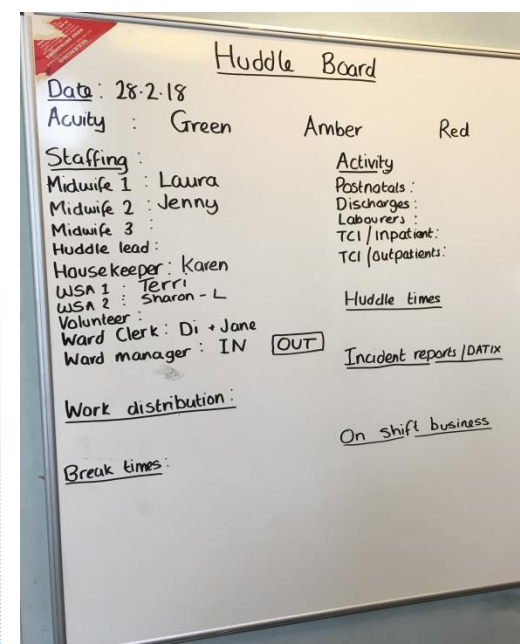 Huddle Board
Date: 28.2.18
Acuity : Green Amber Red
Staffing :
Midwife 1 : Laura
Midwife 2 : Jenny
Midwife 3 :
Huddle lead :
Housekeeper : Karen
WSA 1 : Terri
WSA 2 : Sharon - L
Volunteer :
Ward Clerk : Di + Jane
Ward manager : IN OUT
Work distribution :
Break times :
Activity
Postnatals :
Discharges :
Labourers :
TCI / Inpatient :
TCI / outpatients :
Huddle times
Incident reports / DATIX
On shift business